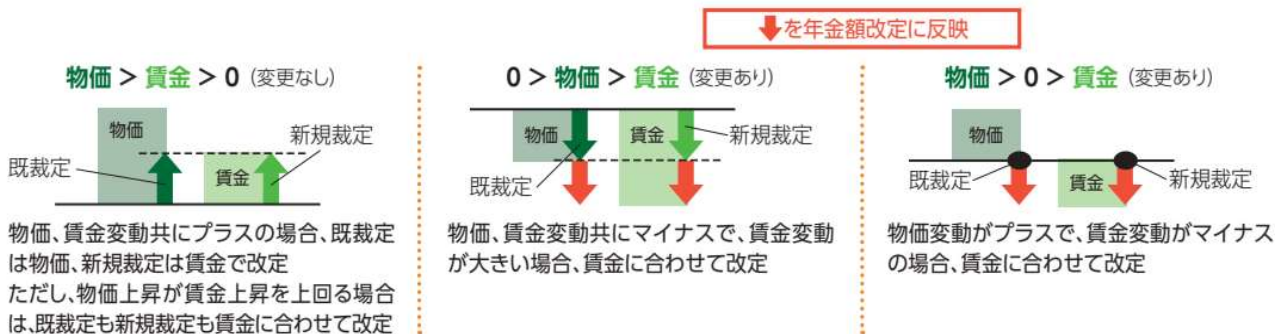 ⬇を年金額改定に反映
物価 > 賃金 > 0 (変更なし)
物価
新規裁定
既裁定
賃金
物価、賃金変動共にプラスの場合、既裁定
は物価、新規裁定は賃金で改定
ただし、物価上昇が賃金上昇を上回る場合
は、既裁定も新規裁定も賃金に合わせて改定
0 > 物価 > 賃金 (変更あり)
物価
賃金
新規裁定
既裁定
物価、賃金変動共にマイナスで、賃金変動
が大きい場合、賃金に合わせて改定
物価 > 0 > 賃金 (変更あり)
物価
既裁定
賃金
新規裁定
物価変動がプラスで、賃金変動がマイナス
の場合、賃金に合わせて改定